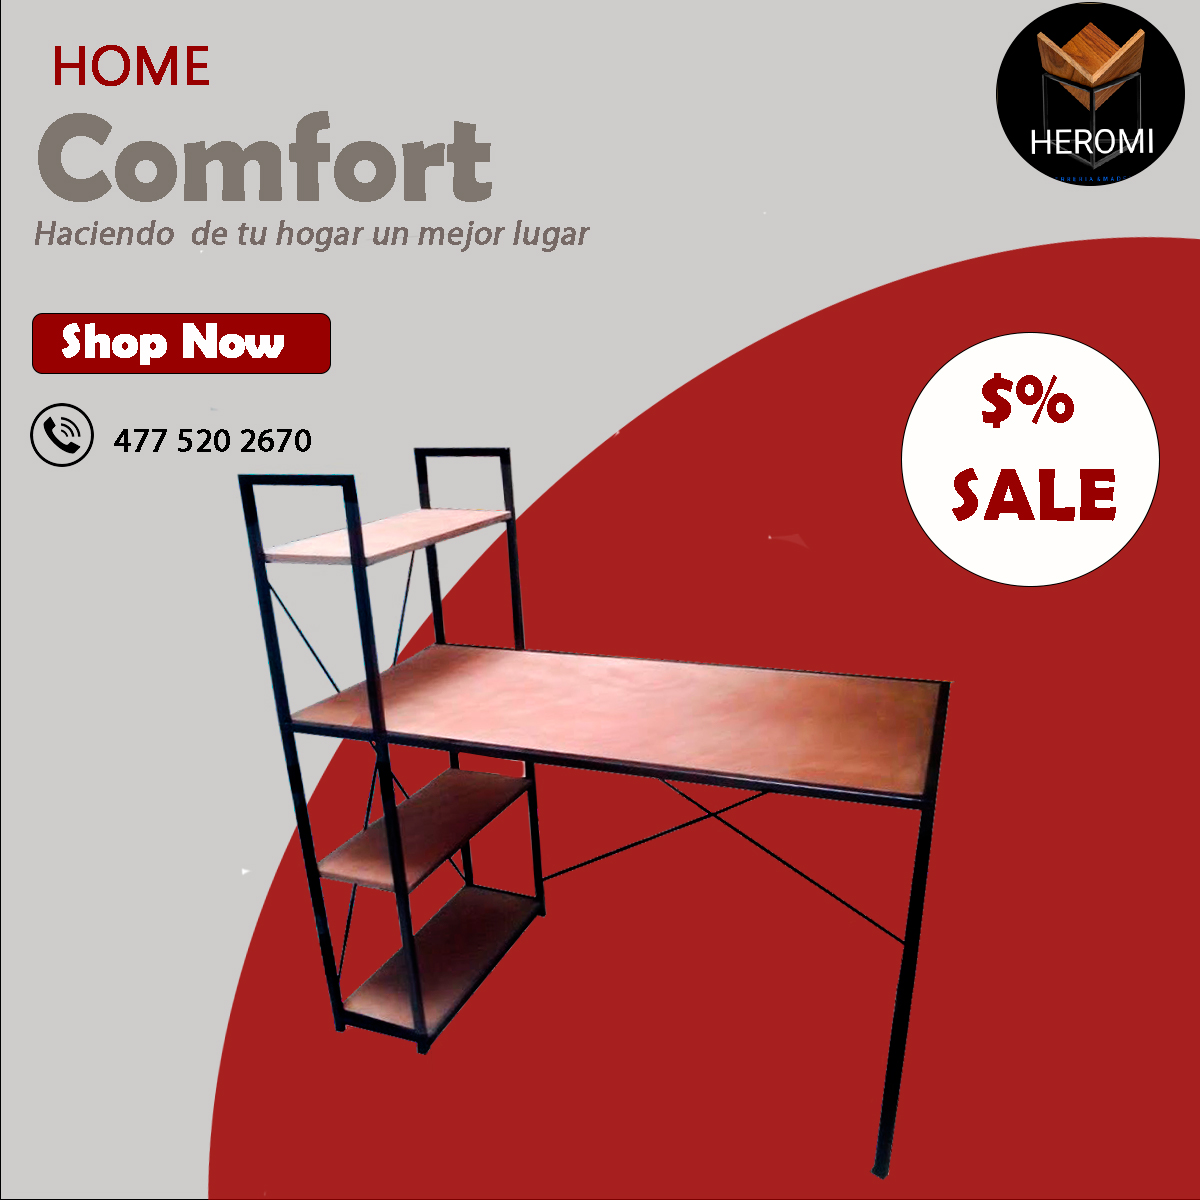 HOME
Comfort
Haciendo de tu hogar un mejor lugar
Shop Now
477 520 2670
HEROMI
$%
SALE